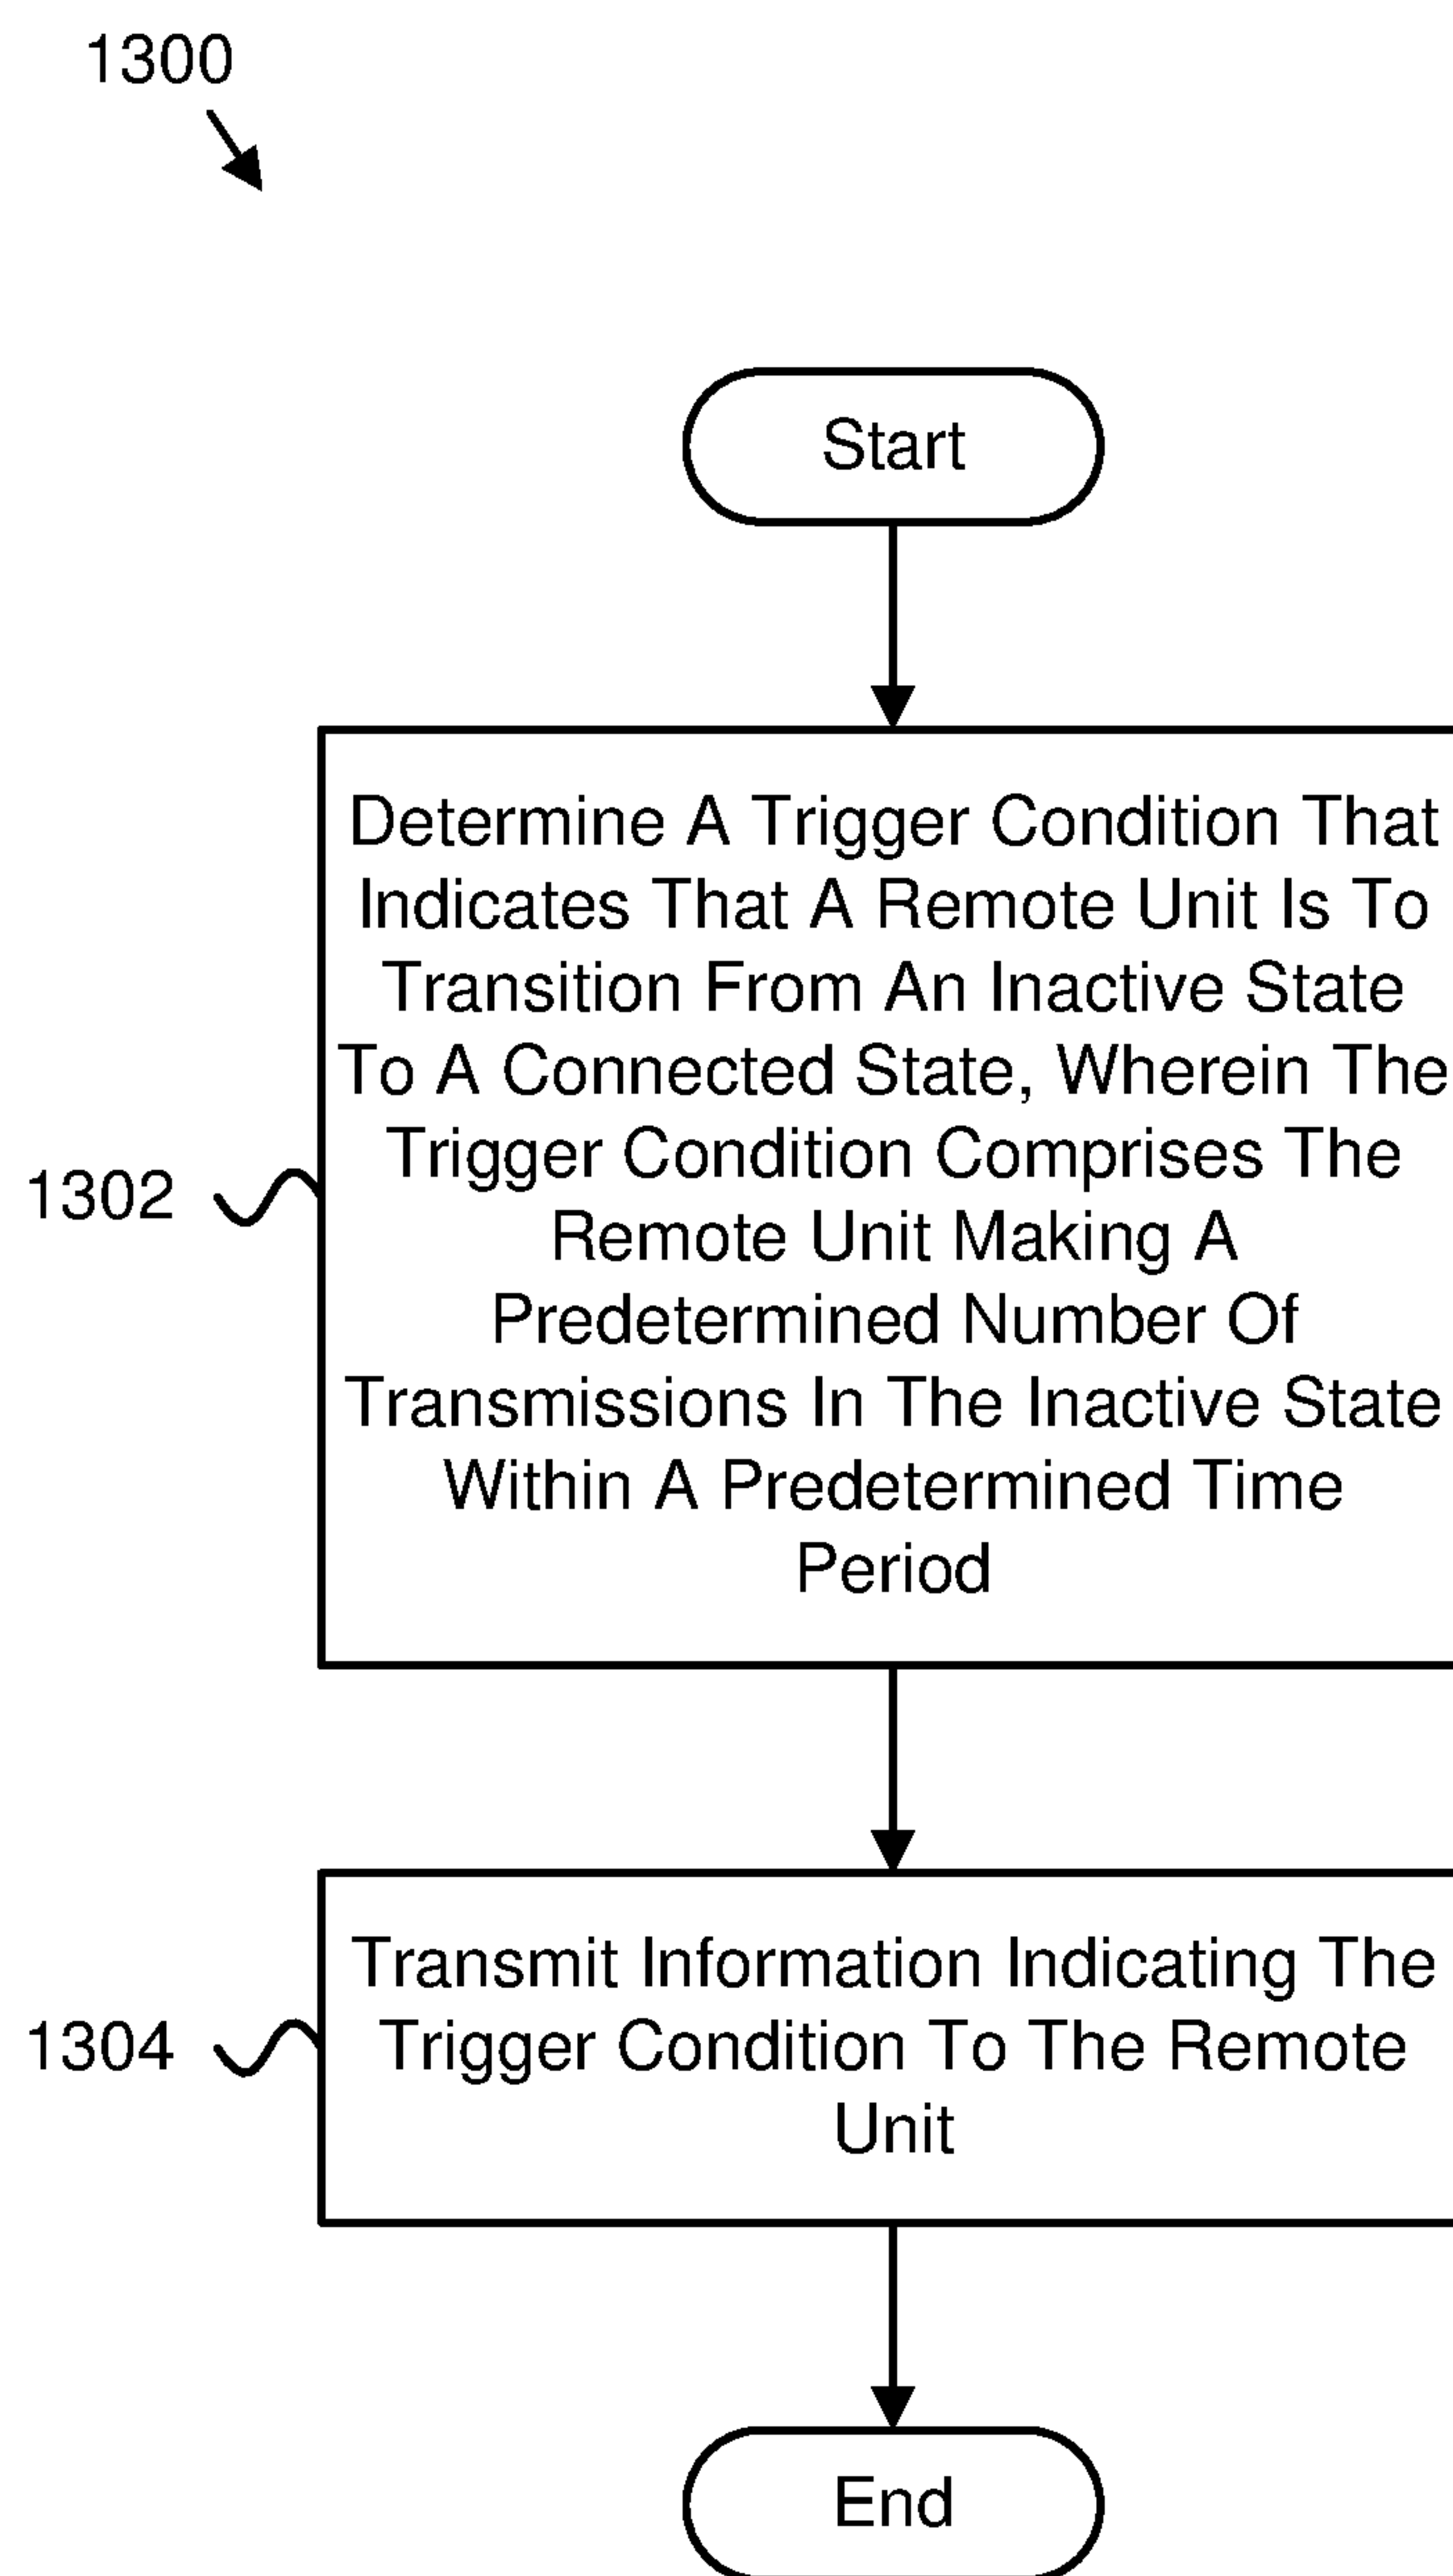 1300
Start
Determine A Trigger Condition That
Indicates That A Remote Unit Is To
Transition From An Inactive State
To A Connected State, Wherein The
Trigger Condition Comprises The
Remote Unit Making A
Predetermined Number Of
Transmissions In The Inactive State
Within A Predetermined Time
Period
1302
Transmit Information Indicating The
Trigger Condition To The Remote
Unit
1304
End